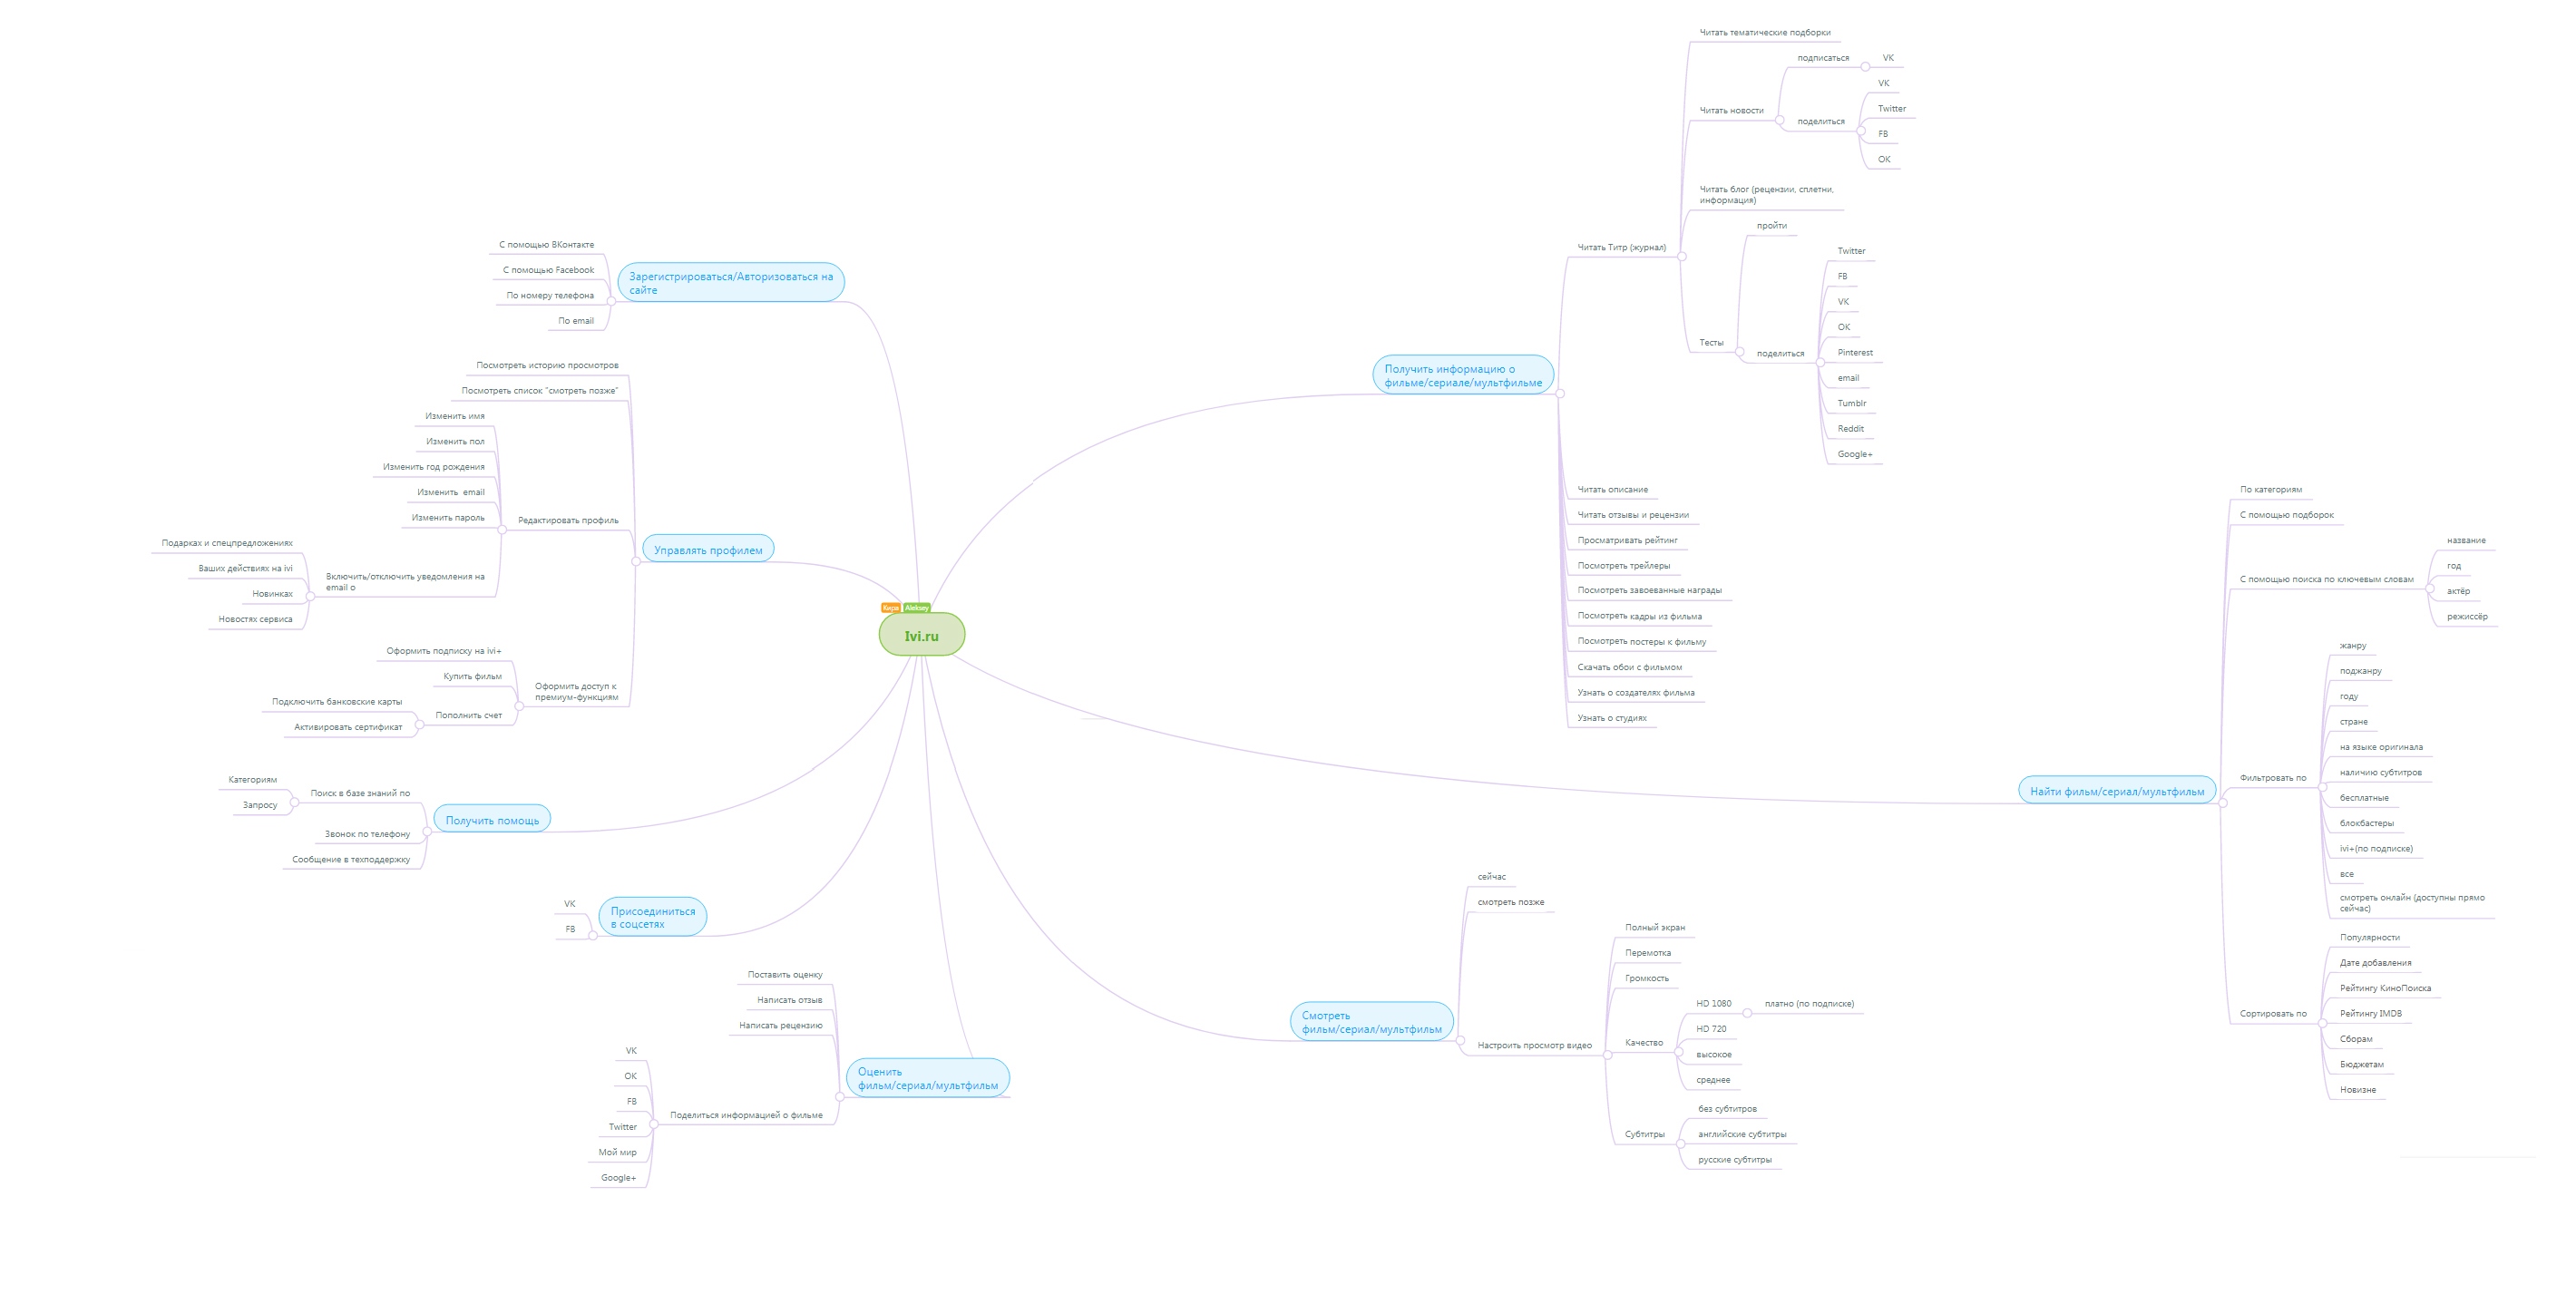 Кира
Aleksey
Ivi.ru
Зарегистрироваться/Авторизоваться на
сайте
С помощью ВКонтакте
С помощью Facebook
По номеру телефона
По email
Управлять профилем
Посмотреть историю просмотров
Посмотреть список "смотреть позже"
Редактировать профиль
Изменить имя
Изменить пол
Изменить год рождения
Изменить  email
Изменить пароль
Включить/отключить уведомления на
email о
Подарках и спецпредложениях
Ваших действиях на ivi
Новинках
Новостях сервиса
Оформить доступ к
премиум-функциям
Оформить подписку на ivi+
Купить фильм
Пополнить счет
Подключить банковские карты
Активировать сертификат
Получить помощь
Поиск в базе знаний по
Категориям
Запросу
Звонок по телефону
Сообщение в техподдержку
Присоединиться
в соцсетях
VK
FB
Оценить
фильм/сериал/мультфильм
Поставить оценку
Написать отзыв
Написать рецензию
Поделиться информацией о фильме
VK
OK
FB
Twitter
Мой мир
Google+
Получить информацию о
фильме/сериале/мультфильме
Читать Титр (журнал)
Читать тематические подборки
Читать новости
подписаться
VK
поделиться
VK
Twitter
FB
OK
Читать блог (рецензии, сплетни,
информация)
Тесты
пройти
поделиться
Twitter
FB
VK
OK
Pinterest
email
Tumblr
Reddit
Google+
Читать описание
Читать отзывы и рецензии
Просматривать рейтинг
Посмотреть трейлеры
Посмотреть завоеванные награды
Посмотреть кадры из фильма
Посмотреть постеры к фильму
Скачать обои с фильмом
Узнать о создателях фильма
Узнать о студиях
Найти фильм/сериал/мультфильм
По категориям
С помощью подборок
С помощью поиска по ключевым словам
название
год
актёр
режиссёр
Фильтровать по
жанру
поджанру
году
стране
на языке оригинала
наличию субтитров
бесплатные
блокбастеры
ivi+(по подписке)
все
смотреть онлайн (доступны прямо
сейчас)
Сортировать по
Популярности
Дате добавления
Рейтингу КиноПоиска
Рейтингу IMDB
Сборам
Бюджетам
Новизне
Смотреть
фильм/сериал/мультфильм
сейчас
смотреть позже
Настроить просмотр видео
Полный экран
Перемотка
Громкость
Качество
HD 1080
платно (по подписке)
HD 720
высокое
среднее
Субтитры
без субтитров
английские субтитры
русские субтитры